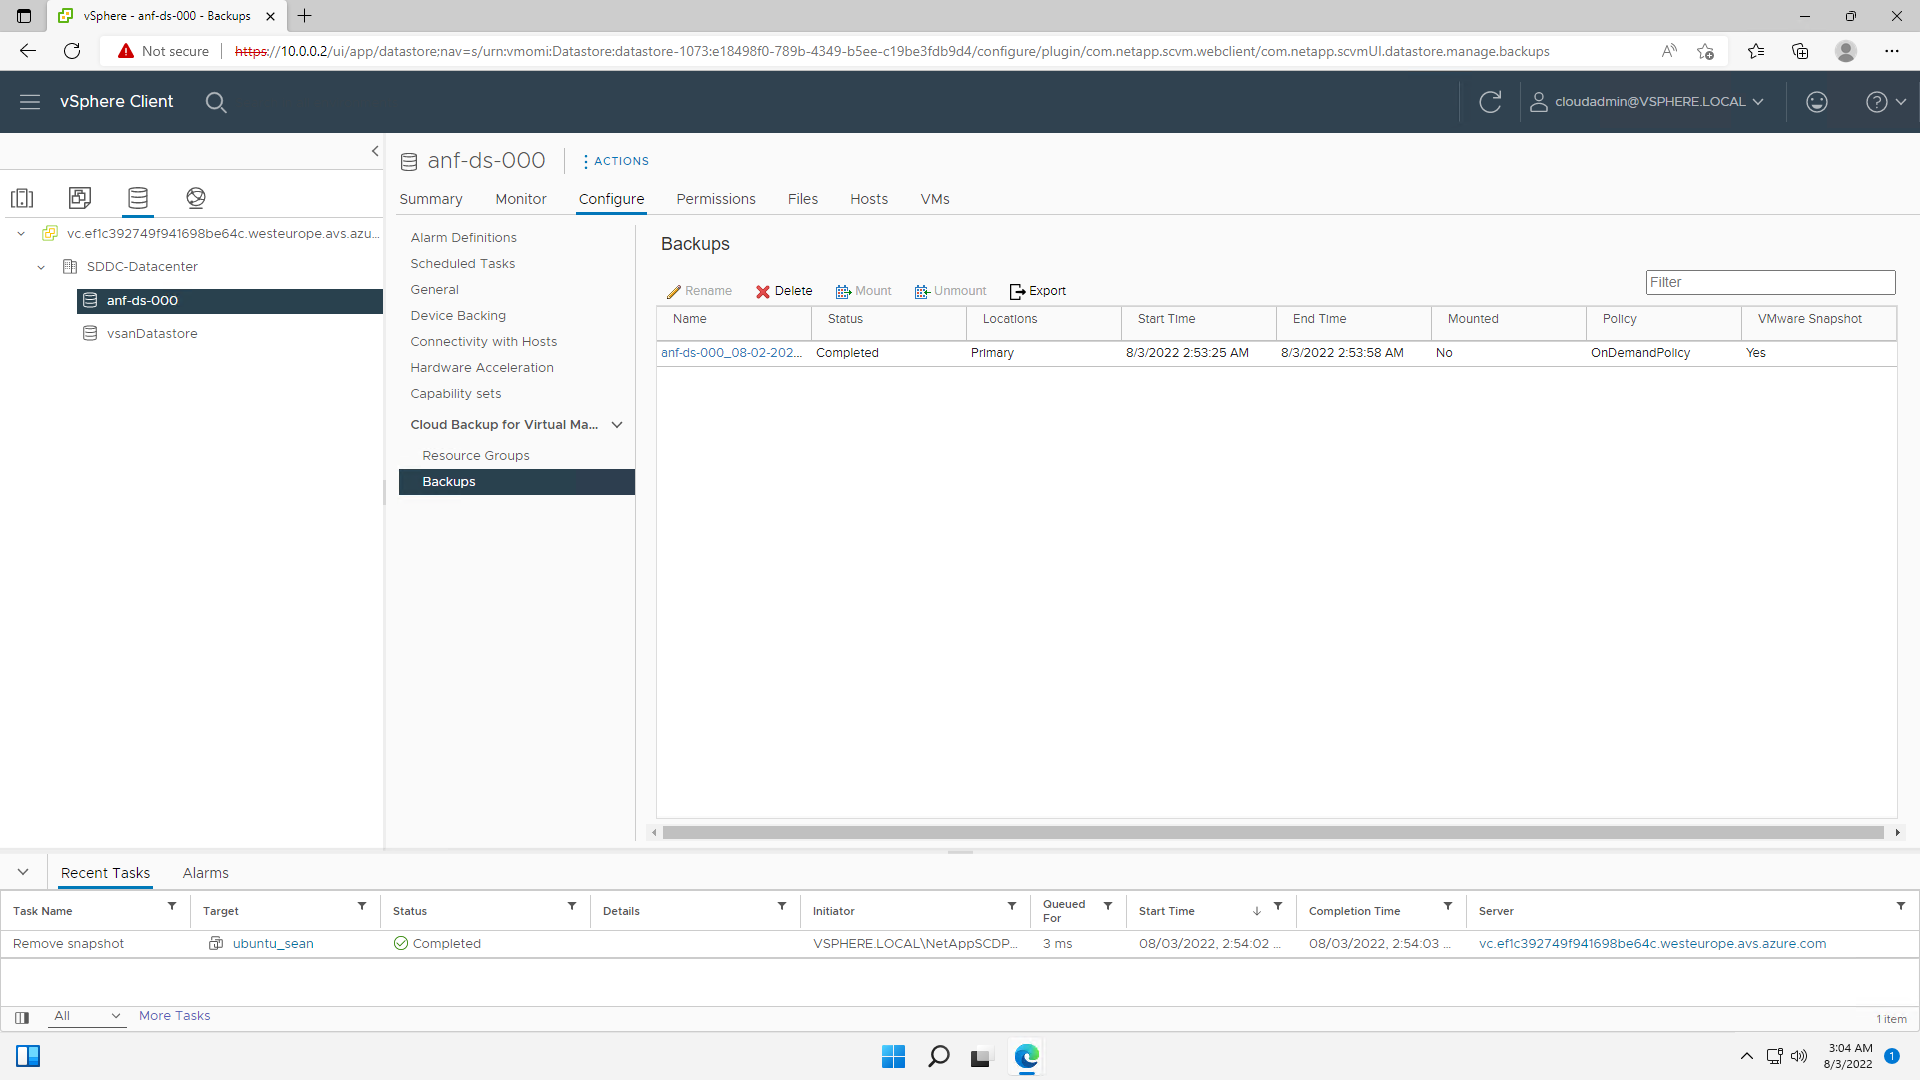 vSphere - anf-ds-000 - Backups
Not secure
https://10.0.0.2/ui/app/datastore;nav=s/urn:vmomi:Datastore:datastore-1073:e18498f0-789b-4349-b5ee-c19be3fdb9d4/configure/plugin/com.netapp.scvm.webclient/com.netapp.scvmUI.datastore.manage.backups
vSphere Client
cloudadmin@VSPHERE.LOCAL
anf-ds-000
ACTIONS
Summary Monitor Configure Permissions Files Hosts VMs
vc.ef1c392749f941698be64c.westeurope.avs.azu...
SDDC-Datacenter
anf-ds-000
vsanDatastore
Alarm Definitions
Scheduled Tasks
General
Device Backing
Connectivity with Hosts
Hardware Acceleration
Capability sets
Cloud Backup for Virtual Ma...
Resource Groups
Backups
Backups
Rename Delete Mount Unmount Export
Filter
Name Status Locations Start Time End Time Mounted Policy VMware Snapshot
anf-ds-000_08-02-202... Completed Primary 8/3/2022 2:53:25 AM 8/3/2022 2:53:58 AM No OnDemandPolicy Yes
Recent Tasks Alarms
Task Name Target Status Details Initiator Queued For Start Time Completion Time Server
Remove snapshot ubuntu_sean Completed VSPHERE.LOCAL\NetAppSCDP... 3 ms 08/03/2022, 2:54:02 ... 08/03/2022, 2:54:03 ... vc.ef1c392749f941698be64c.westeurope.avs.azure.com
All More Tasks
1 item
3:04 AM
8/3/2022
1